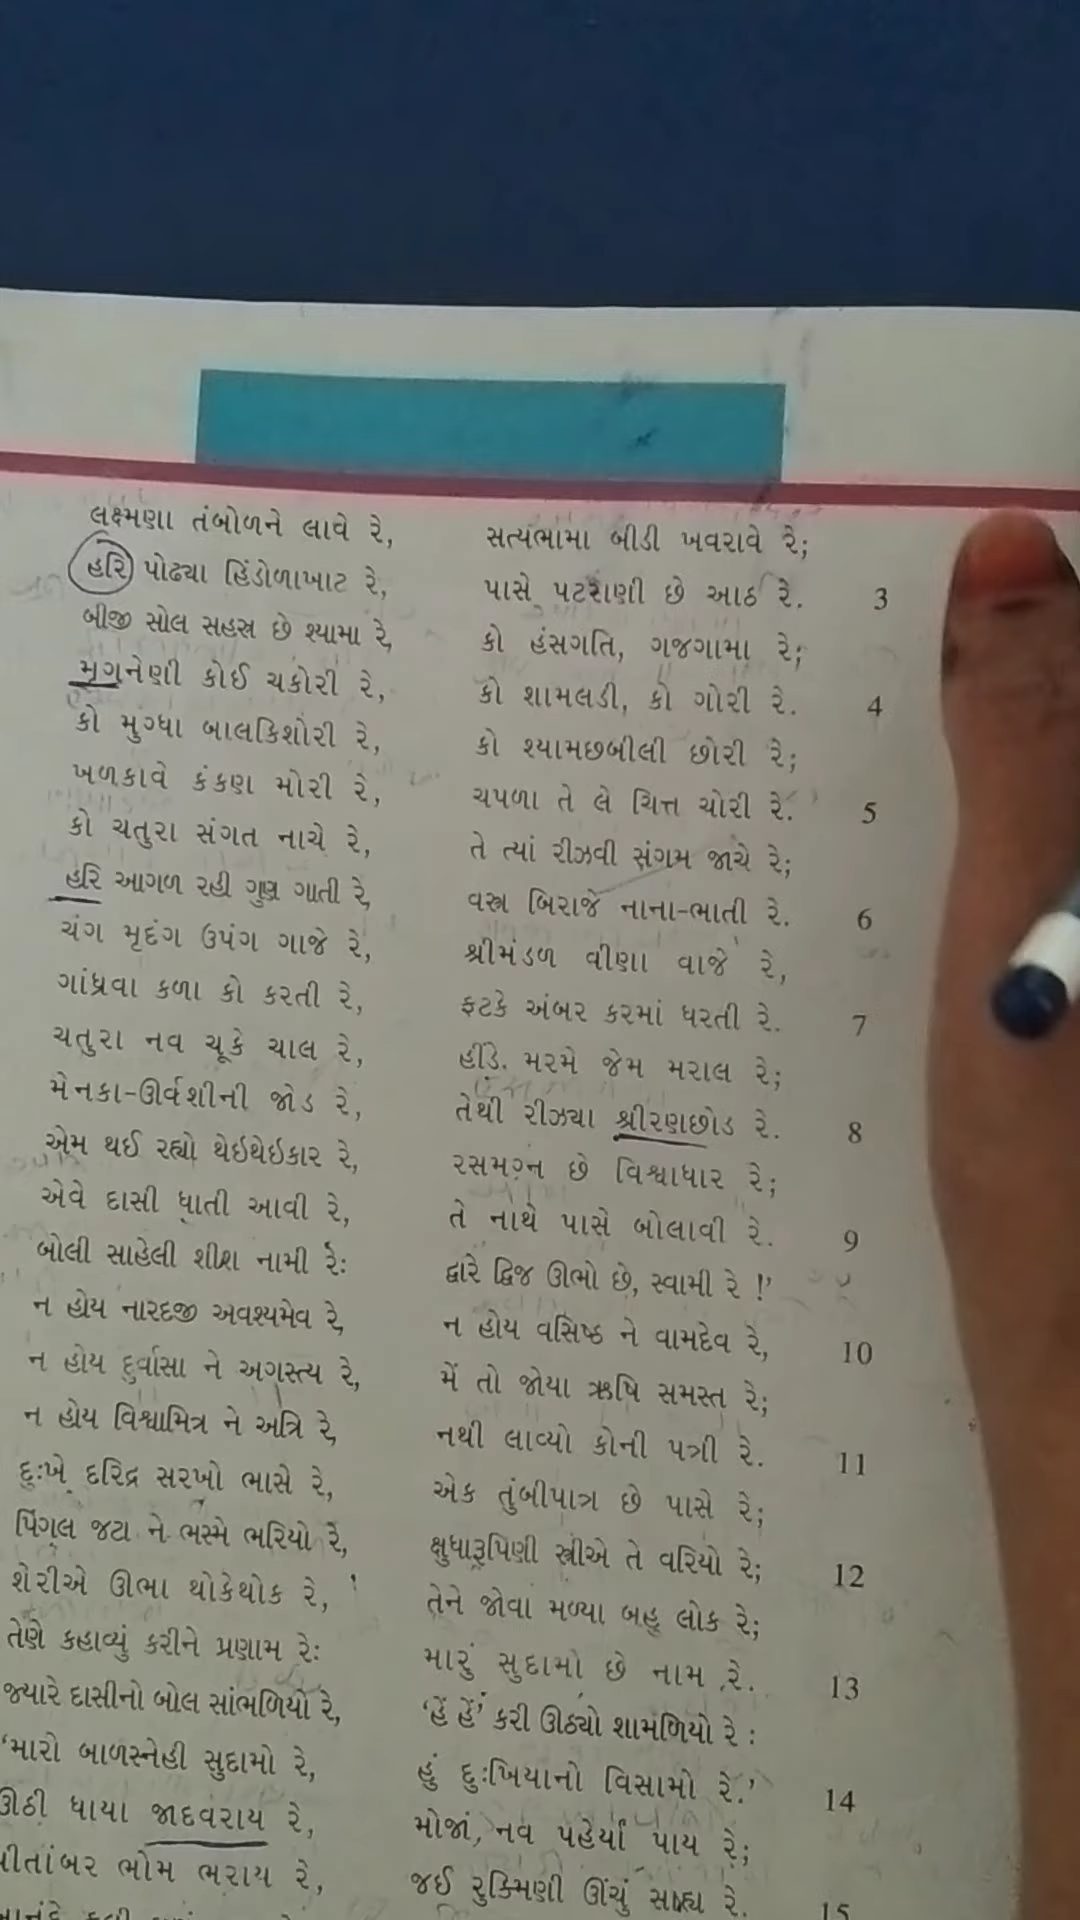 લક્ષ્મણા તંબોળને લાવે રે, સત્યભામા બીડી ખવરાવે રે;
હરિ પોઢ્યા હિંડોળાખાટ રે, પાસે પટરાણી છે આઠ રે. 3
બીજી સોલ સહસ્ર છે શ્યામા રે, કો હંસગતિ, ગજગામા રે;
મૃગનેણી કોઈ ચકોરી રે, કો શામલડી, કો ગોરી રે. 4
કો મુગ્ધા બાલકિશોરી રે, કો શ્યામછબીલી છોરી રે;
ખળકાવે કંકણ મોરી રે, ચપળા તે લે ચિત્ત ચોરી રે. 5
કો ચતુરા સંગત નાચે રે, તે ત્યાં રીઝવી સંગમ જાચે રે;
હરિ આગળ રહી ગુણ ગાતી રે, વસ્ત્ર બિરાજે નાના-ભાતી રે. 6
ચંગ મૃદંગ ઉપંગ ગાજે રે, શ્રીમંડળ વીણા વાજે રે,
ગાંધ્રવા કળા કો કરતી રે, ફટકે અંબર કરમાં ધરતી રે. 7
ચતુરા નવ ચૂકે ચાલ રે, હીંડે મરમે જેમ મરાલ રે;
મેનકા-ઊર્વશીની જોડ રે, તેથી રીઝ્યા શ્રીરણછોડ રે. 8
એમ થઈ રહ્યો થેઇથેઇકાર રે, રસમગ્ન છે વિશ્વાધાર રે;
એવે દાસી ધાતી આવી રે, તે નાથે પાસે બોલાવી રે. 9
બોલી સાહેલી શીશ નામી રેઃ દ્વારે દ્વિજ ઊભો છે, સ્વામી રે !’
ન હોય નારદજી અવશ્યમેવ રે, ન હોય વસિષ્ઠ ને વામદેવ રે, 10
ન હોય દુર્વાસા ને અગસ્ત્ય રે, મેં તો જોયા ઋષિ સમસ્ત રે;
ન હોય વિશ્વામિત્ર ને અત્રિ રે, નથી લાવ્યો કોની પત્રી રે. 11
દુઃખે દરિદ્ર સરખો ભાસે રે, એક તુંબીપાત્ર છે પાસે રે;
પિંગલ જટા ને ભસ્મે ભરિયો રે, ક્ષુધારૂપિણી સ્ત્રીએ તે વરિયો રે; 12
શેરીએ ઊભા થોકેથોક રે, તેને જોવા મળ્યા બહુ લોક રે;
તેણે કહાવ્યું કરીને પ્રણામ રેઃ મારું સુદામો છે નામ રે. 13
જ્યારે દાસીનો બોલ સાંભળિયો રે, ‘હેં હેં’ કરી ઊઠ્યો શામળિયો રે :
‘મારો બાળસ્નેહી સુદામો રે, હું દુઃખિયાનો વિસામો રે.’ 14
ઊઠી ધાયા જાદવરાય રે, મોજાં, નવ પહેર્યાં પાય રે;
પીતાંબર ભોમ ભરાય રે, જઈ રુક્મિણી ઊંચું સાહ્ય રે. 15